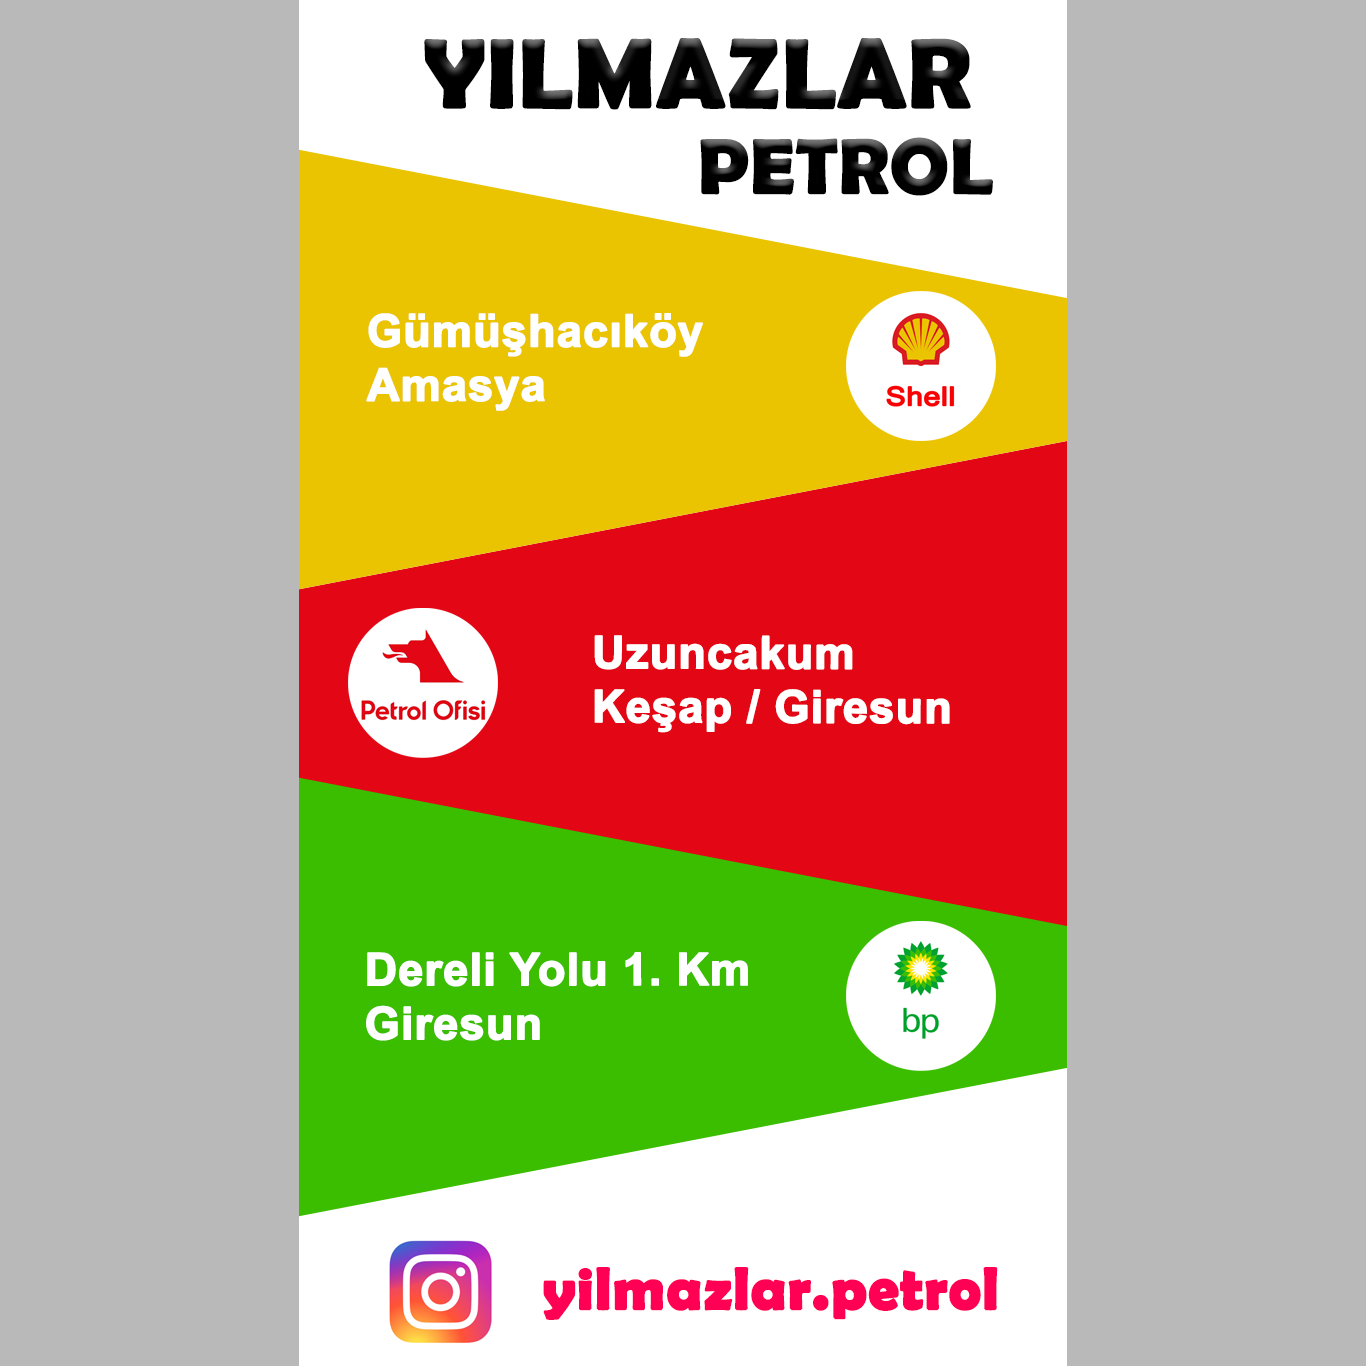 YILMAZLAR
PETROL
Gümüşhacıköy
Amasya
Shell
Petrol Ofisi
Uzuncakum
Keşap / Giresun
Dereli Yolu 1. Km
Giresun
bp
yilmazlar.petrol